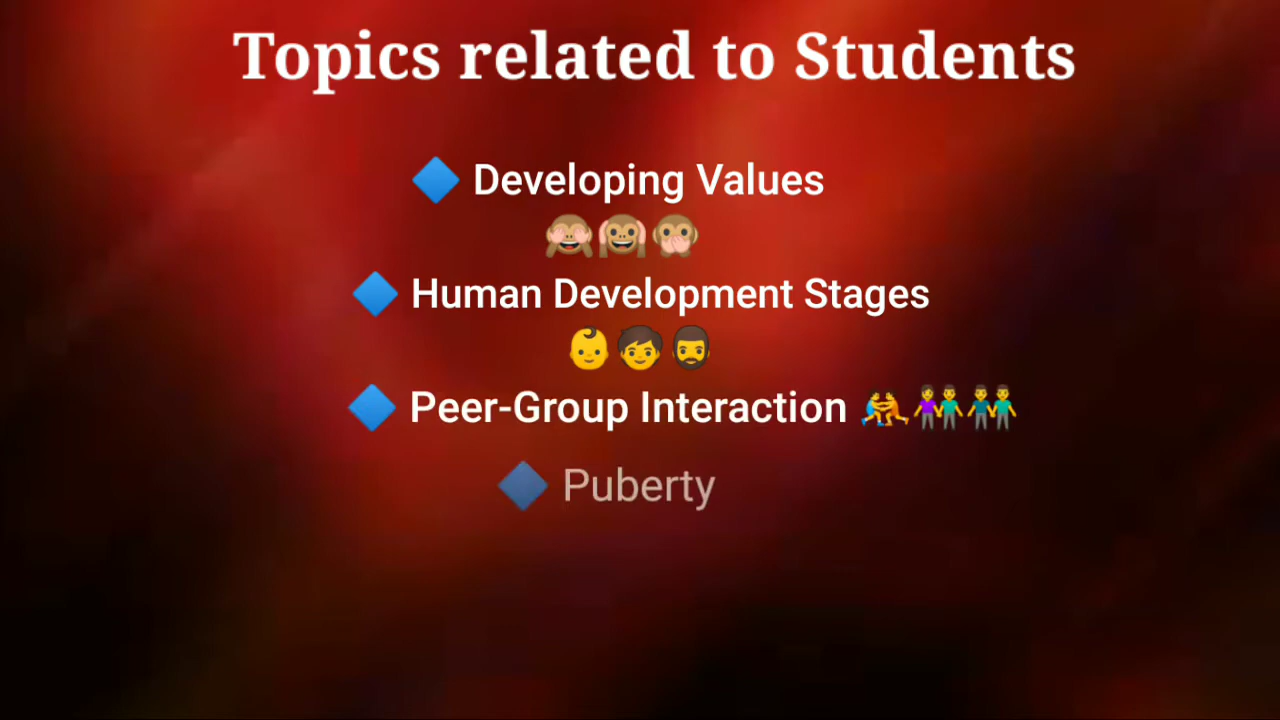 Topics related to Students
🔷 Developing Values
🙈🙉🙊
🔷 Human Development Stages
👶👦🧔
🔷 Peer-Group Interaction 🤼👫👬
🔷 Puberty